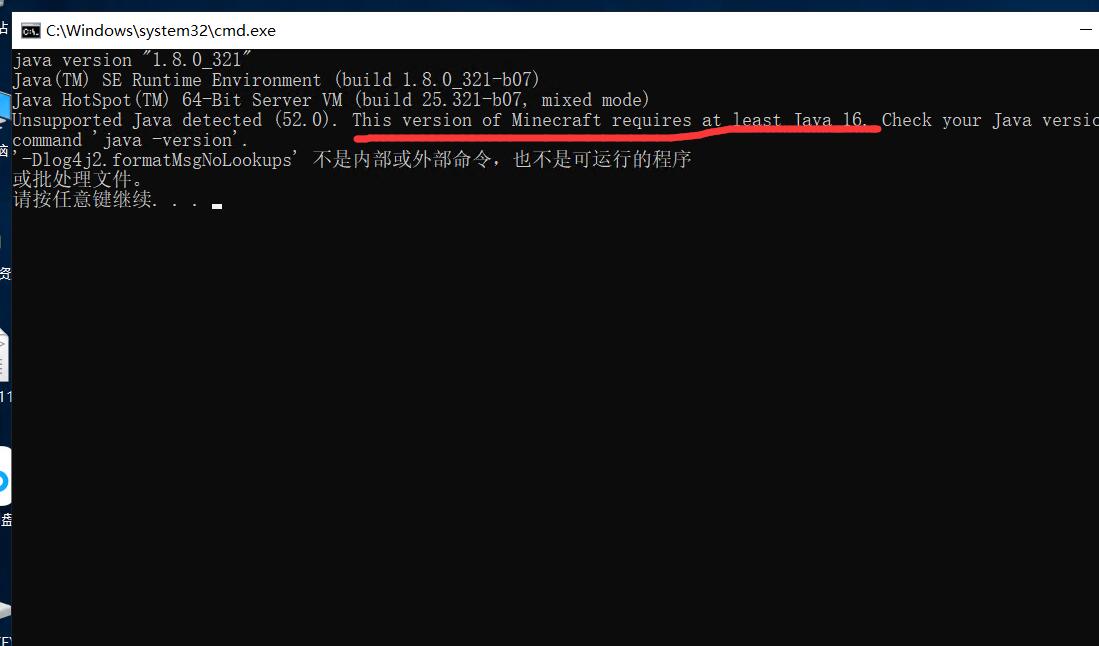 C:\Windows\system32\cmd.exe
java version "1.8.0_321"
Java(TM) SE Runtime Environment (build 1.8.0_321-b07)
Java HotSpot(TM) 64-Bit Server VM (build 25.321-b07, mixed mode)
Unsupported Java detected (52.0). This version of Minecraft requires at least Java 16. Check your Java versio
command 'java -version'.
'-Dlog4j2.formatMsgNoLookups' 不是内部或外部命令，也不是可运行的程序
或批处理文件。
请按任意键继续. . .
资
11
盘